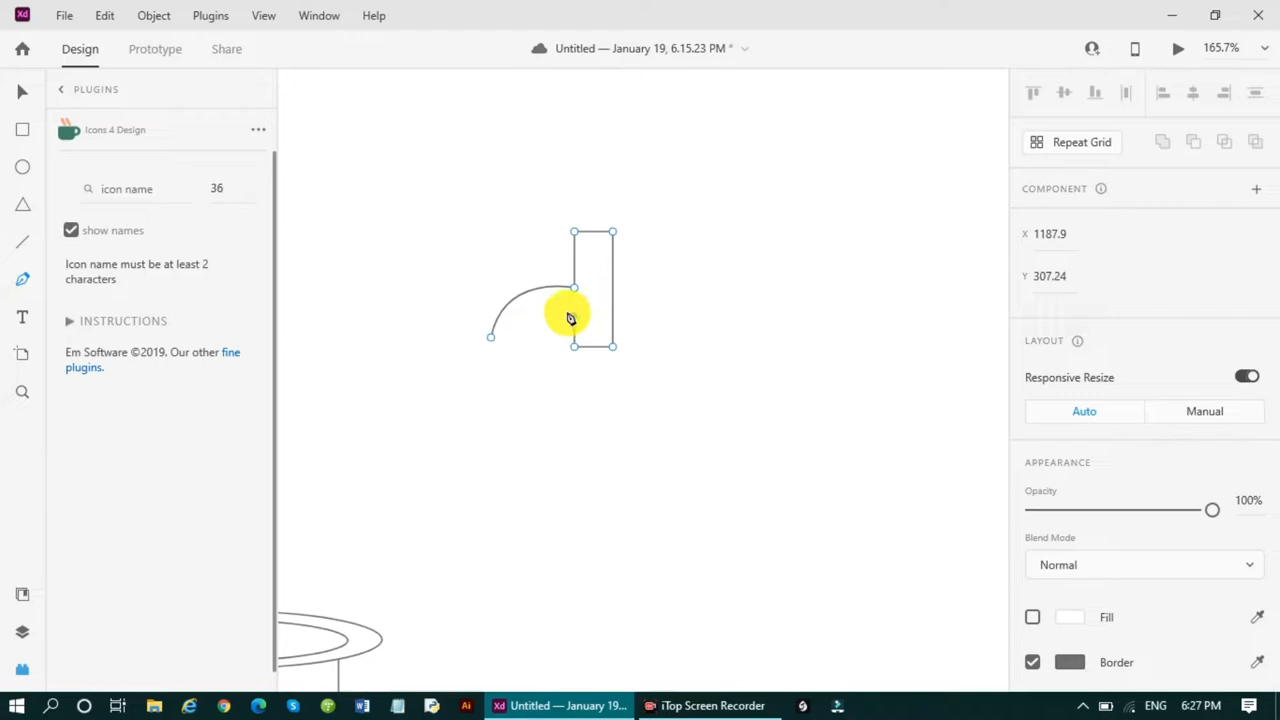 Xd File Edit Object Plugins View Window Help
Design Prototype Share Untitled — January 19, 6.15.23 PM * 165.7%
PLUGINS
Icons 4 Design
icon name 36
show names
Icon name must be at least 2
characters
INSTRUCTIONS
Em Software ©2019. Our other fine
plugins.
T
Repeat Grid
COMPONENT
X 1187.9
Y 307.24
LAYOUT
Responsive Resize
Auto Manual
APPEARANCE
Opacity
100%
Blend Mode
Normal
Fill
Border
W Ai Xd Untitled — January 19... iTop Screen Recorder ENG 6:27 PM